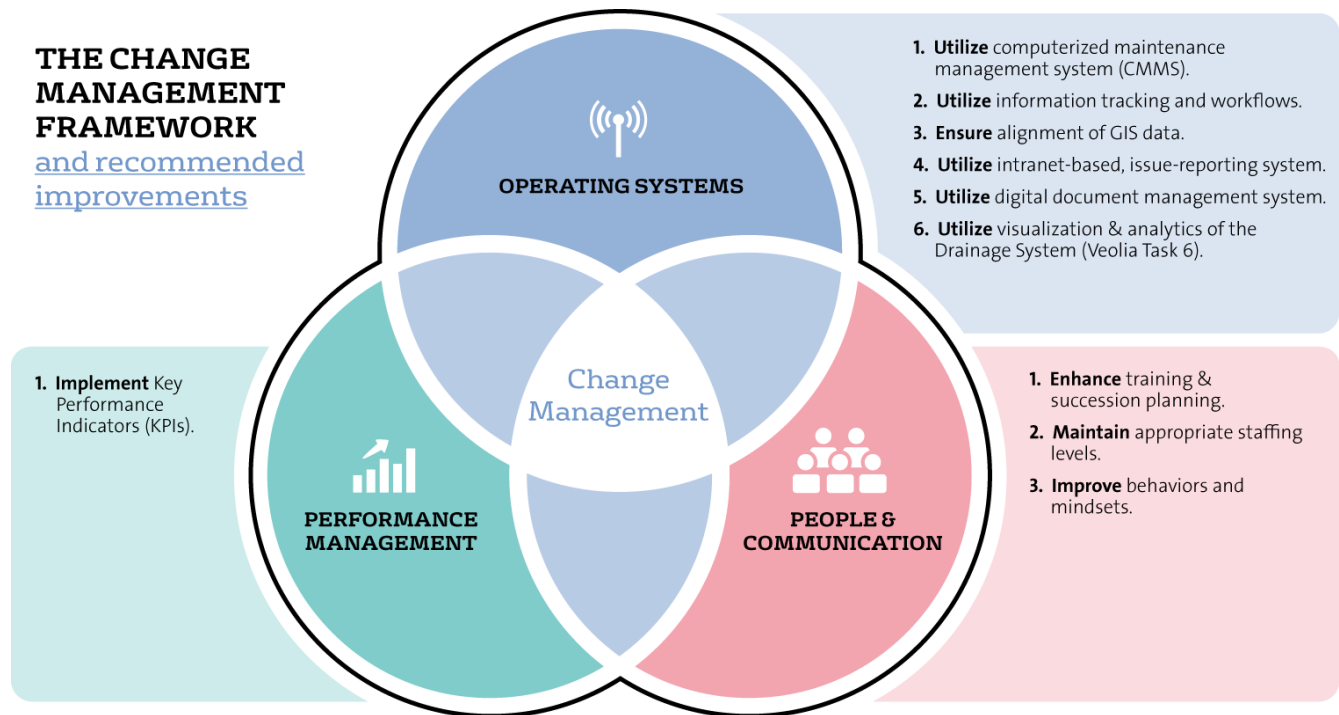 THE CHANGE
MANAGEMENT
FRAMEWORK
and recommended
improvements
OPERATING SYSTEMS
1. Utilize computerized maintenance
management system (CMMS).
2. Utilize information tracking and workflows.
3. Ensure alignment of GIS data.
4. Utilize intranet-based, issue-reporting system.
5. Utilize digital document management system.
6. Utilize visualization & analytics of the
Drainage System (Veolia Task 6).
Change
Management
1. Implement Key
Performance
Indicators (KPIs).
PERFORMANCE
MANAGEMENT
PEOPLE &
COMMUNICATION
1. Enhance training &
succession planning.
2. Maintain appropriate staffing
levels.
3. Improve behaviors and
mindsets.